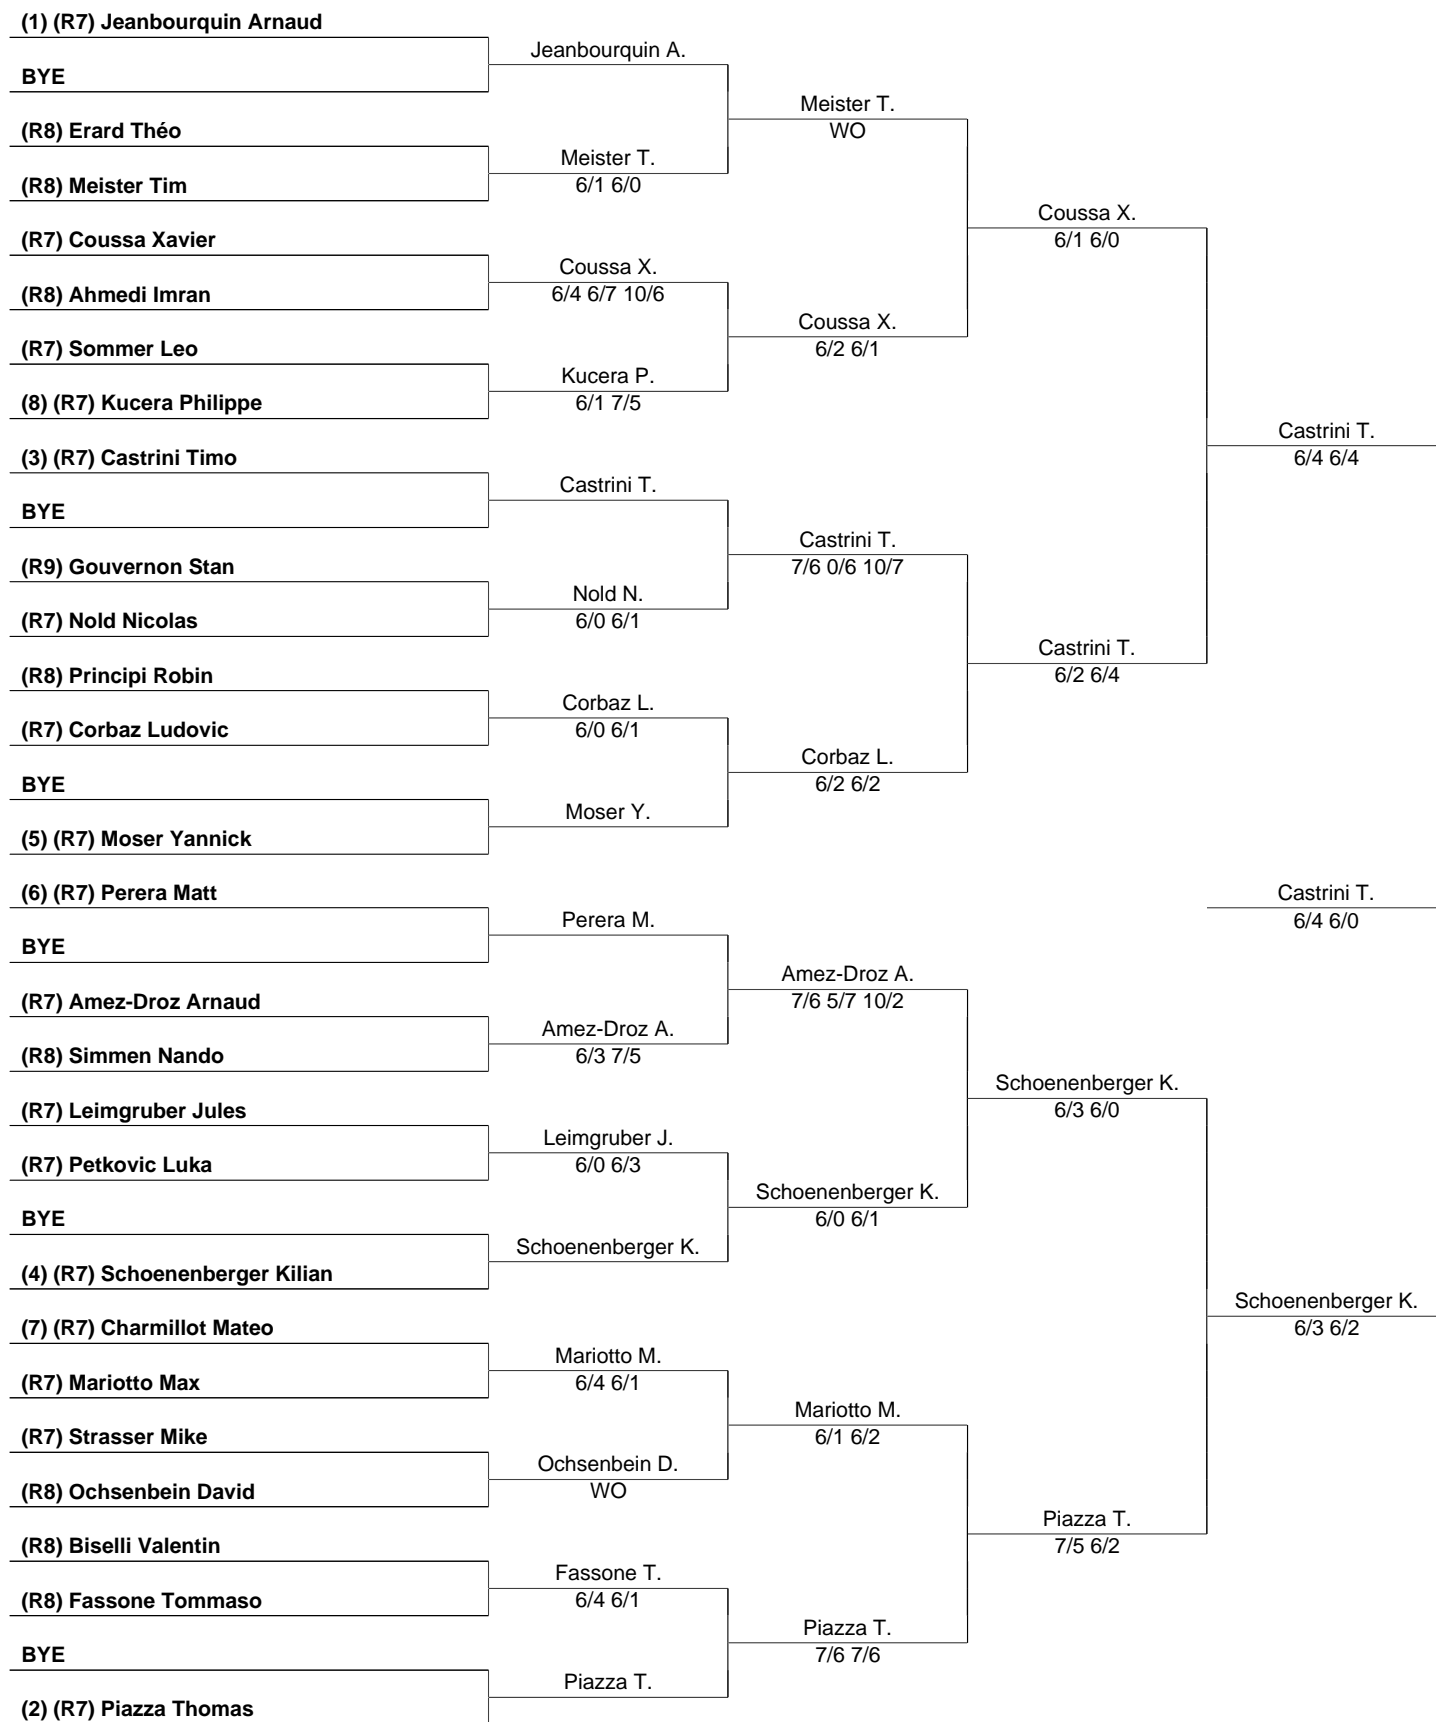 (1) (R7) Jeanbourquin Arnaud
Jeanbourquin A.
BYE
Meister T.
WO
(R8) Erard Théo
Meister T.
6/1 6/0
(R8) Meister Tim
Coussa X.
6/1 6/0
(R7) Coussa Xavier
Coussa X.
6/4 6/7 10/6
(R8) Ahmedi Imran
Coussa X.
6/2 6/1
(R7) Sommer Leo
Kucera P.
6/1 7/5
(8) (R7) Kucera Philippe
Castrini T.
6/4 6/4
(3) (R7) Castrini Timo
Castrini T.
BYE
Castrini T.
7/6 0/6 10/7
(R9) Gouvernon Stan
Nold N.
6/0 6/1
(R7) Nold Nicolas
Castrini T.
6/2 6/4
(R8) Principi Robin
Corbaz L.
6/0 6/1
(R7) Corbaz Ludovic
Corbaz L.
6/2 6/2
BYE
Moser Y.
(5) (R7) Moser Yannick
(6) (R7) Perera Matt
Castrini T.
6/4 6/0
Perera M.
BYE
Amez-Droz A.
7/6 5/7 10/2
(R7) Amez-Droz Arnaud
Amez-Droz A.
6/3 7/5
(R8) Simmen Nando
Schoenenberger K.
6/3 6/0
(R7) Leimgruber Jules
Leimgruber J.
6/0 6/3
(R7) Petkovic Luka
Schoenenberger K.
6/0 6/1
BYE
Schoenenberger K.
(4) (R7) Schoenenberger Kilian
Schoenenberger K.
6/3 6/2
(7) (R7) Charmillot Mateo
Mariotto M.
6/4 6/1
(R7) Mariotto Max
Mariotto M.
6/1 6/2
(R7) Strasser Mike
Ochsenbein D.
WO
(R8) Ochsenbein David
Piazza T.
7/5 6/2
(R8) Biselli Valentin
Fassone T.
6/4 6/1
(R8) Fassone Tommaso
Piazza T.
7/6 7/6
BYE
Piazza T.
(2) (R7) Piazza Thomas